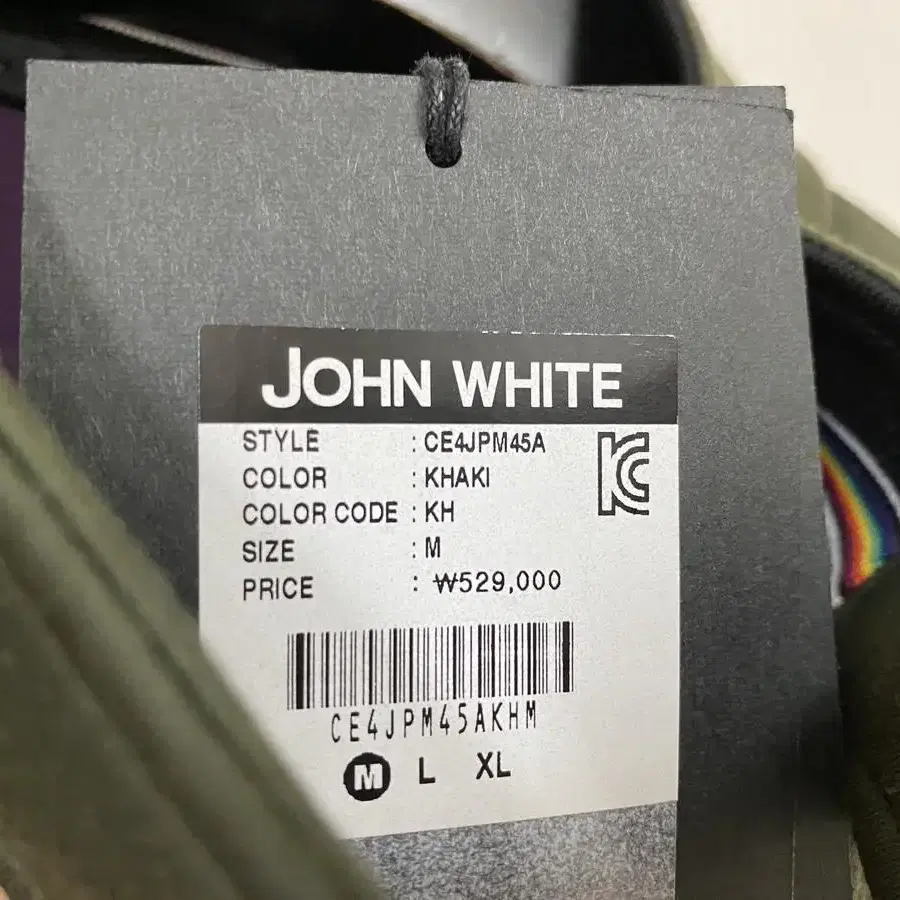 JOHN WHITE
STYLE : CE4JPM45A
COLOR : KHAKI
COLOR CODE : KH
SIZE : M
PRICE : ₩529,000
CE4JPM45AKHM
M L XL